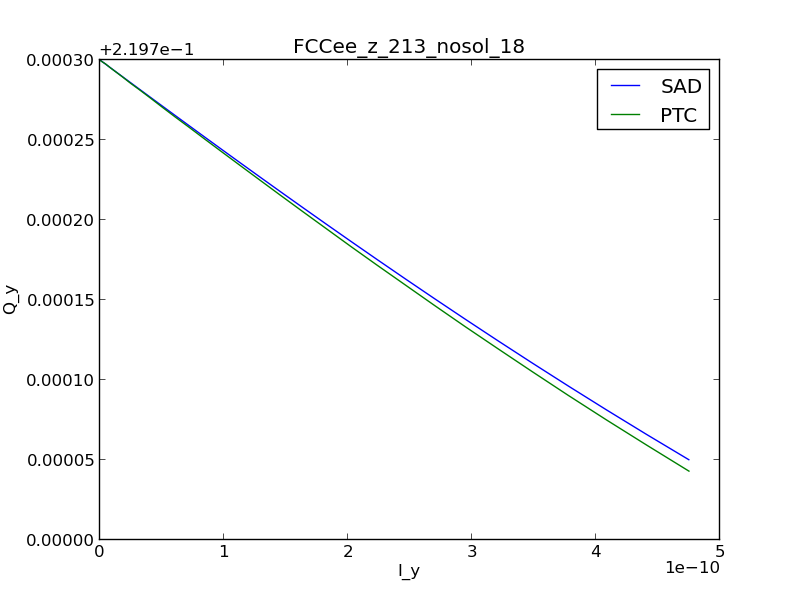 +2.197e−1
FCCee_z_213_nosol_18
0.00030
0.00025
0.00020
0.00015
0.00010
0.00005
0.00000
Q_y
SAD
PTC
0 1 2 3 4 5
1e−10
I_y